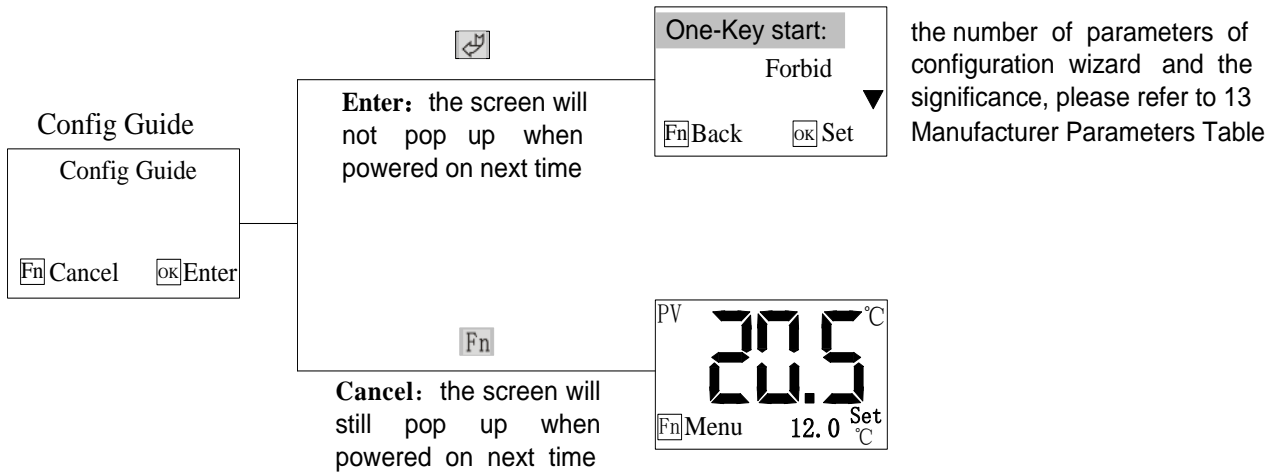 Config Guide
Config Guide
Fn Cancel OK Enter
Enter：the screen will
not pop up when
powered on next time
One-Key start:
Forbid
▼
Fn Back OK Set
the number of parameters of
configuration wizard and the
significance, please refer to 13
Manufacturer Parameters Table
Fn
Cancel：the screen will
still pop up when
powered on next time
PV 20.5 ℃
Fn Menu 12.0 Set
℃